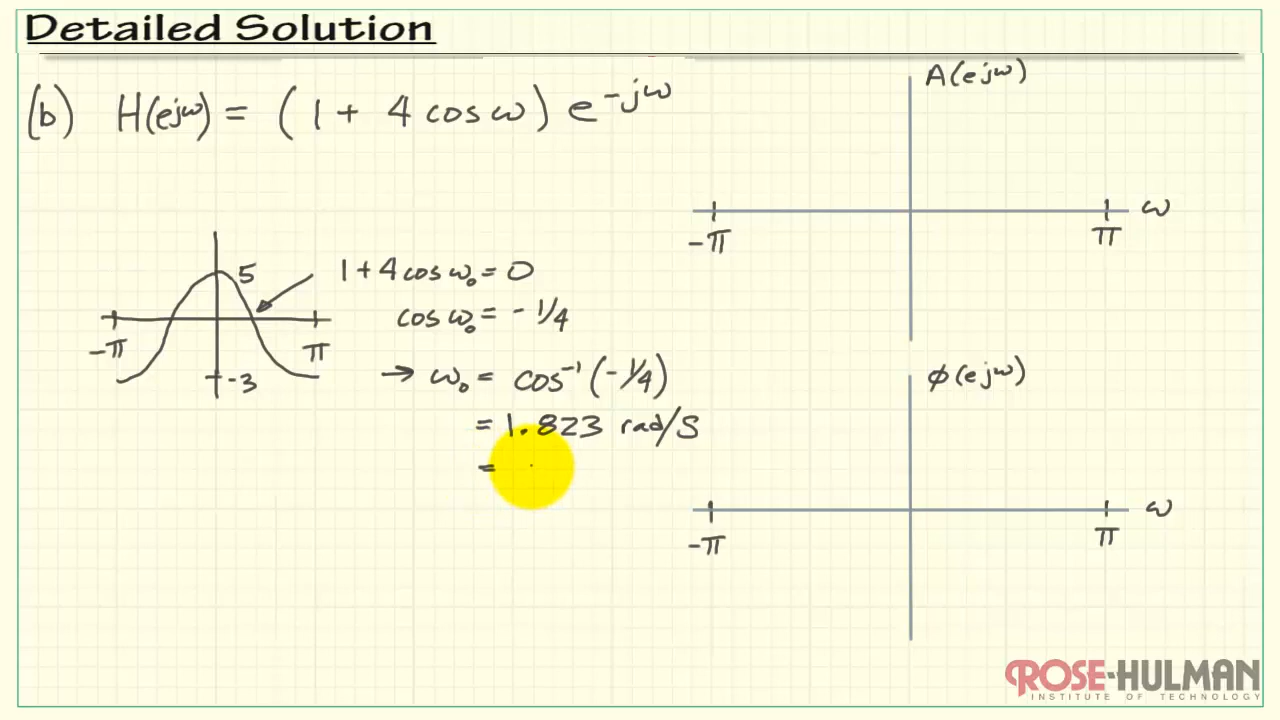 Detailed Solution
(b) H(ejω) = (1 + 4 cos ω) e^-jω
5
-π
π
-3
1 + 4 cos ω₀ = 0
cos ω₀ = -1/4
→ ω₀ = cos⁻¹(-1/4)
= 1.823 rad/s
=
A(ejω)
-π
π
ω
φ(ejω)
-π
π
ω
ROSE-HULMAN
INSTITUTE OF TECHNOLOGY